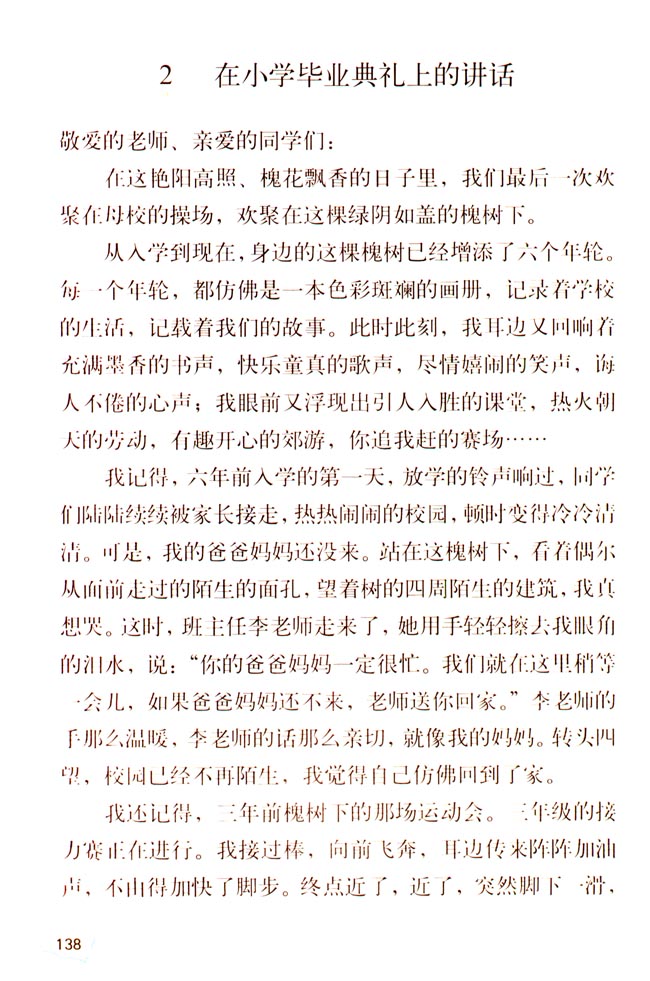 2 在小学毕业典礼上的讲话
敬爱的老师、亲爱的同学们：
在这艳阳高照、槐花飘香的日子里，我们最后一次欢
聚在母校的操场，欢聚在这棵绿阴如盖的槐树下。
从入学到现在，身边的这棵槐树已经增添了六个年轮。
每一个年轮，都仿佛是一本色彩斑斓的画册，记录着学校
的生活，记载着我们的故事。此时此刻，我耳边又回响着
充满墨香的书声，快乐童真的歌声，尽情嬉闹的笑声，诲
人不倦的心声；我眼前又浮现出引人入胜的课堂，热火朝
天的劳动，有趣开心的郊游，你追我赶的赛场……
我记得，六年前入学的第一天，放学的铃声响过，同学
们陆陆续续被家长接走，热热闹闹的校园，顿时变得冷冷清
清。可是，我的爸爸妈妈还没来。站在这槐树下，看着偶尔
从面前走过的陌生的面孔，望着树的四周陌生的建筑，我真
想哭。这时，班主任李老师走来了，她用手轻轻擦去我眼角
的泪水，说：“你的爸爸妈妈一定很忙。我们就在这里稍等
一会儿，如果爸爸妈妈还不来，老师送你回家。”李老师的
手那么温暖，李老师的话那么亲切，就像我的妈妈。转头四
望，校园已经不再陌生，我觉得自己仿佛回到了家。
我还记得，三年前槐树下的那场运动会。三年级的接
力赛正在进行。我接过棒，向前飞奔，耳边传来阵阵加油
声，不由得加快了脚步。终点近了，近了，突然脚下一滑，
138